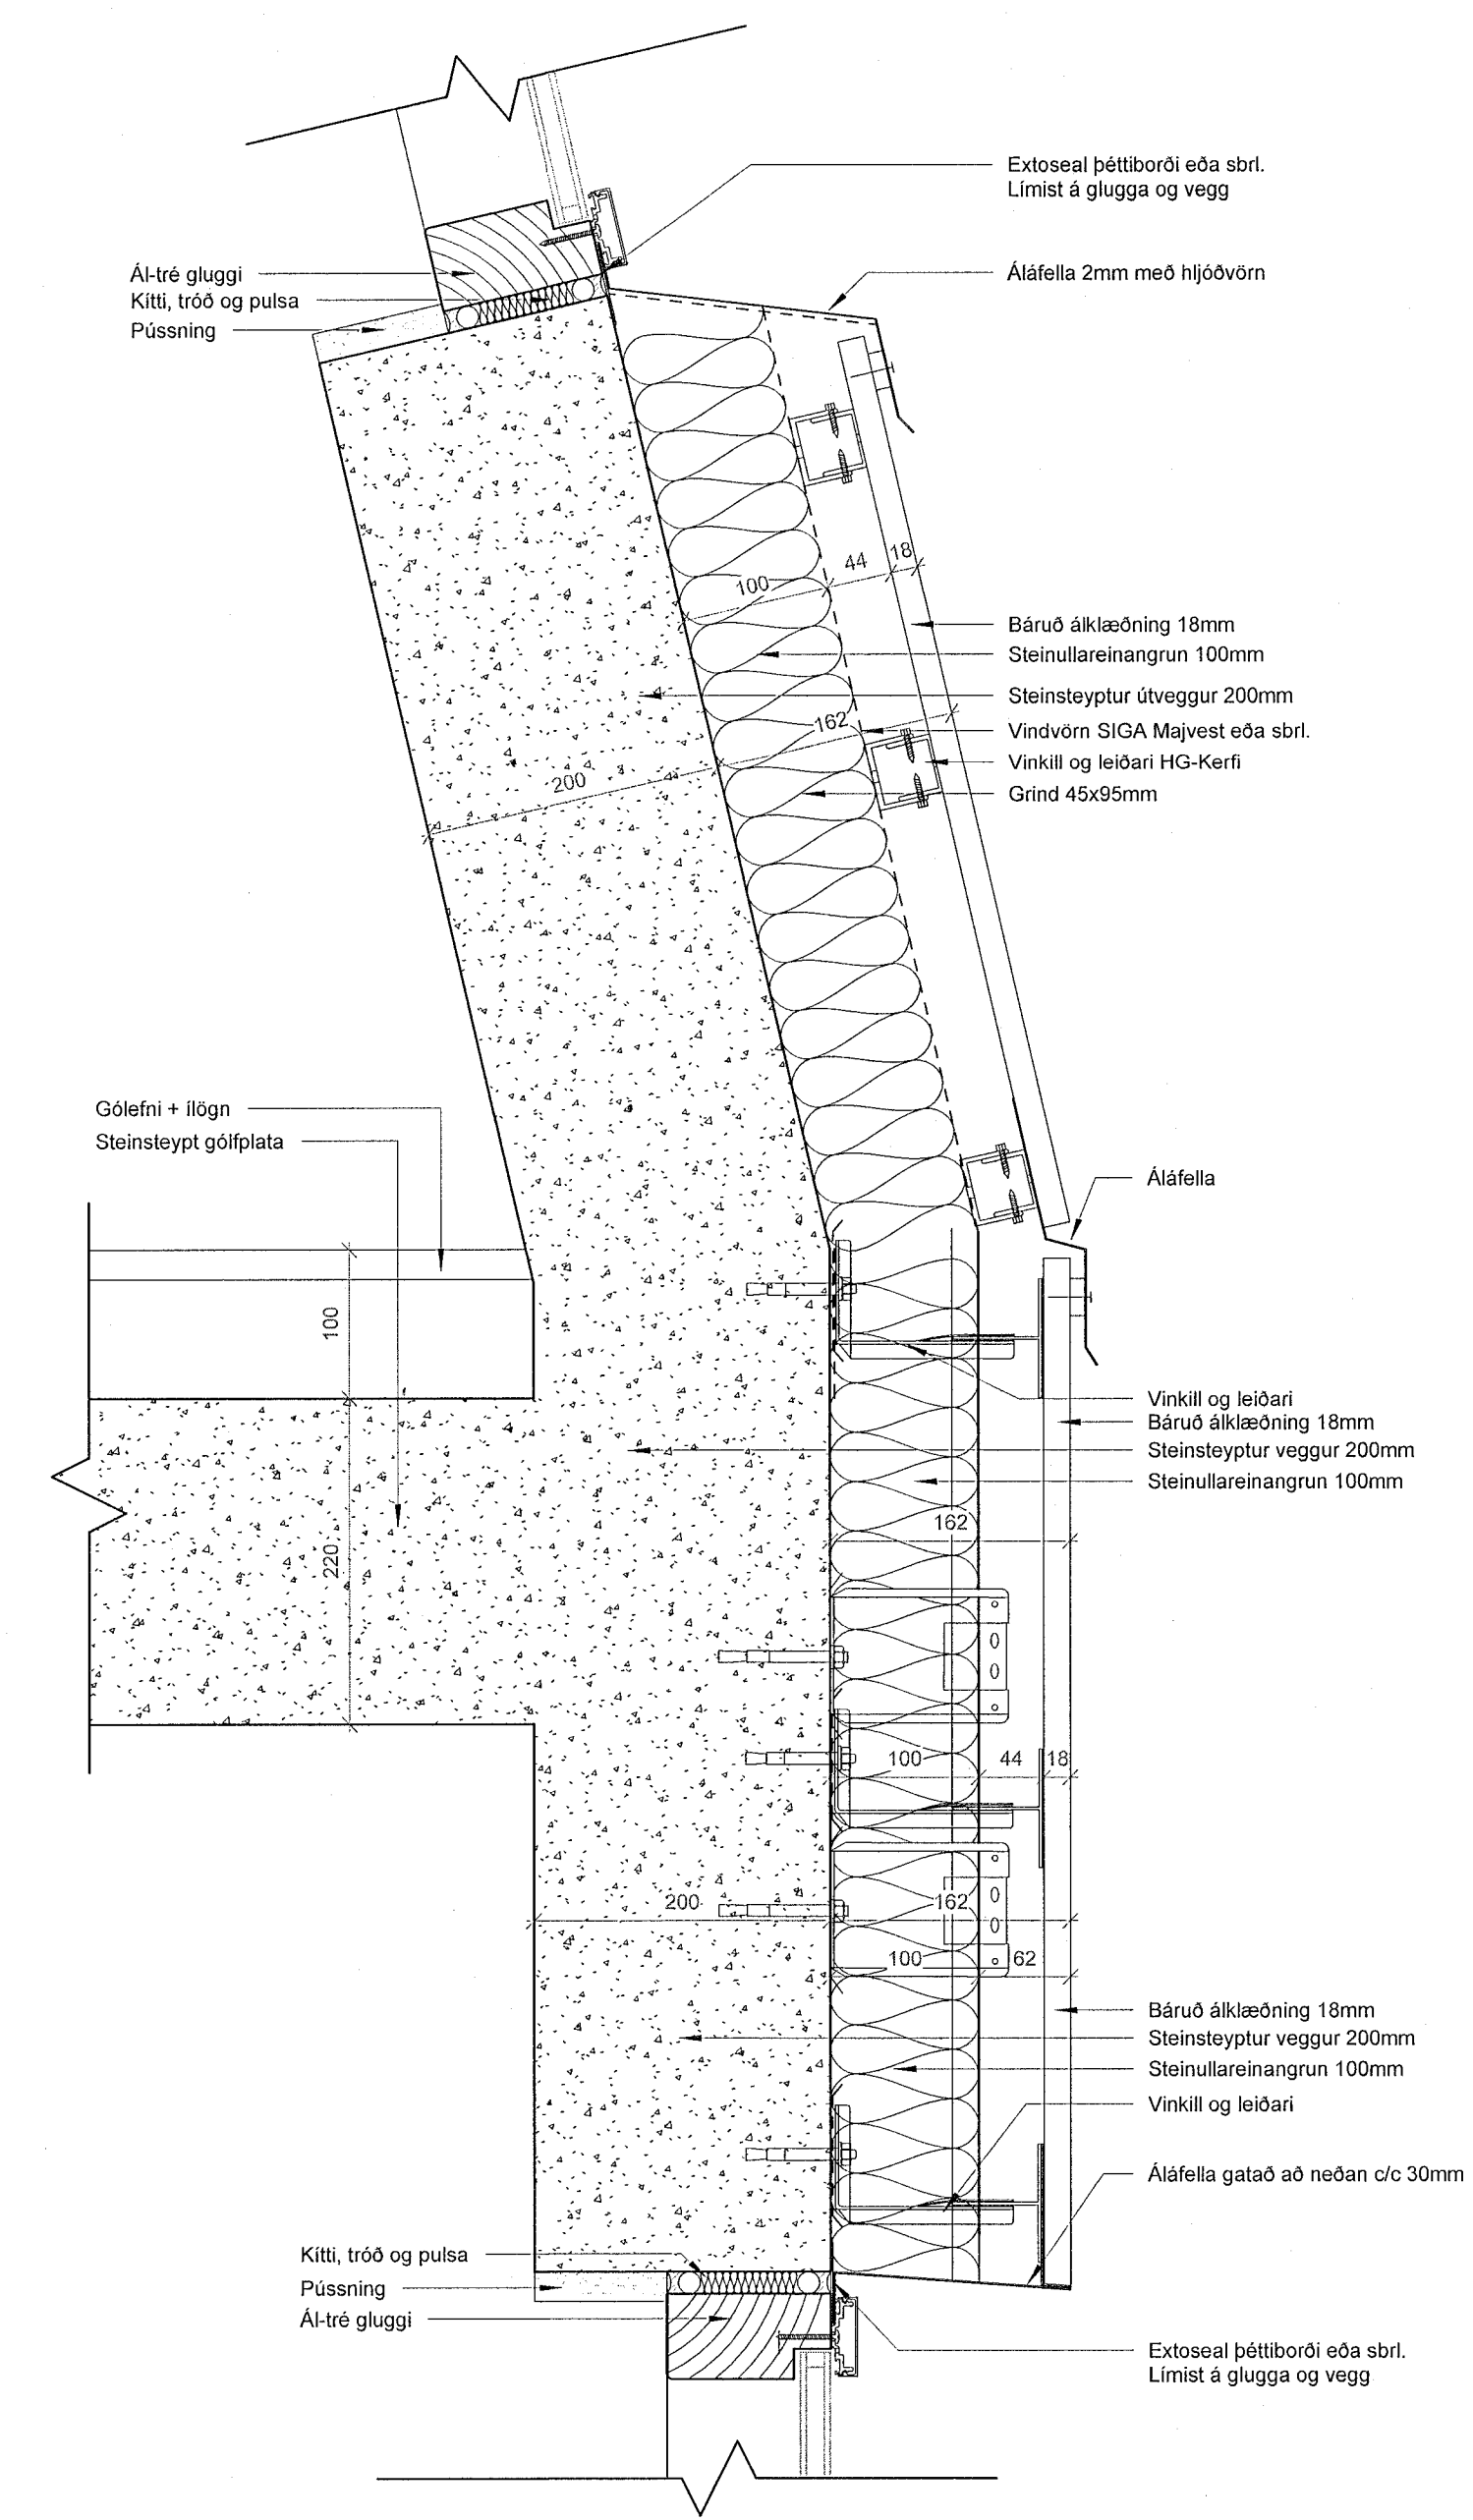 Extoseal þéttiborði eða sbrl.
Límist á glugga og vegg
Ál-tré gluggi
Áláfella 2mm með hljóðvörn
Kítti, tróð og pulsa
Pússning
18
44
100
Báruð álklæðning 18mm
Steinullareinangrun 100mm
Steinsteyptur útveggur 200mm
162
Vindvörn SIGA Majvest eða sbrl.
Vinkill og leiðari HG-Kerfi
200
Grind 45x95mm
Gólefni + ílögn
Steinsteypt gólfplata
Áláfella
100
Vinkill og leiðari
Báruð álklæðning 18mm
Steinsteyptur veggur 200mm
Steinullareinangrun 100mm
162
220
100
44
18
200
162
100
62
Báruð álklæðning 18mm
Steinsteyptur veggur 200mm
Steinullareinangrun 100mm
Vinkill og leiðari
Áláfella gatað að neðan c/c 30mm
Kítti, tróð og pulsa
Pússning
Ál-tré gluggi
Extoseal þéttiborði eða sbrl.
Límist á glugga og vegg